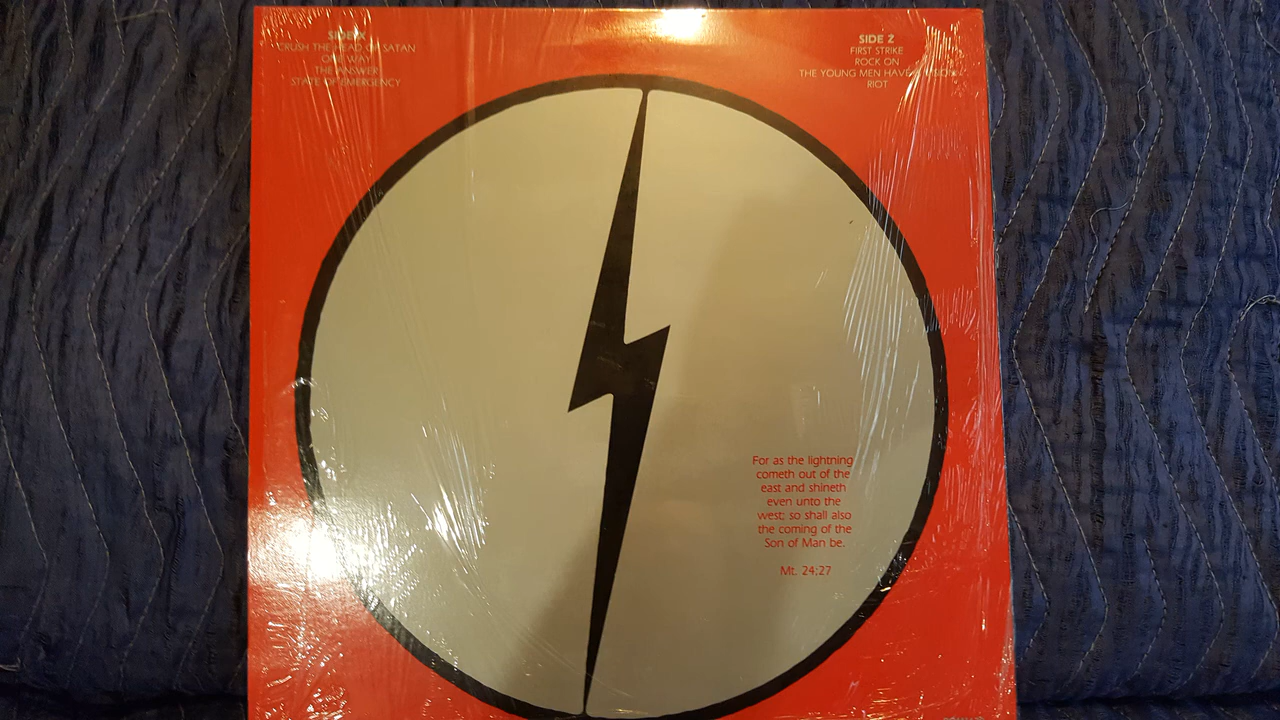 SIDE X
CRUSH THE HEAD OF SATAN
ONE WAY
THE ANSWER
STATE OF EMERGENCY
SIDE Z
FIRST STRIKE
ROCK ON
THE YOUNG MEN HAVE A VISION
RIOT
For as the lightning
cometh out of the
east and shineth
even unto the
west; so shall also
the coming of the
Son of Man be.
Mt. 24:27